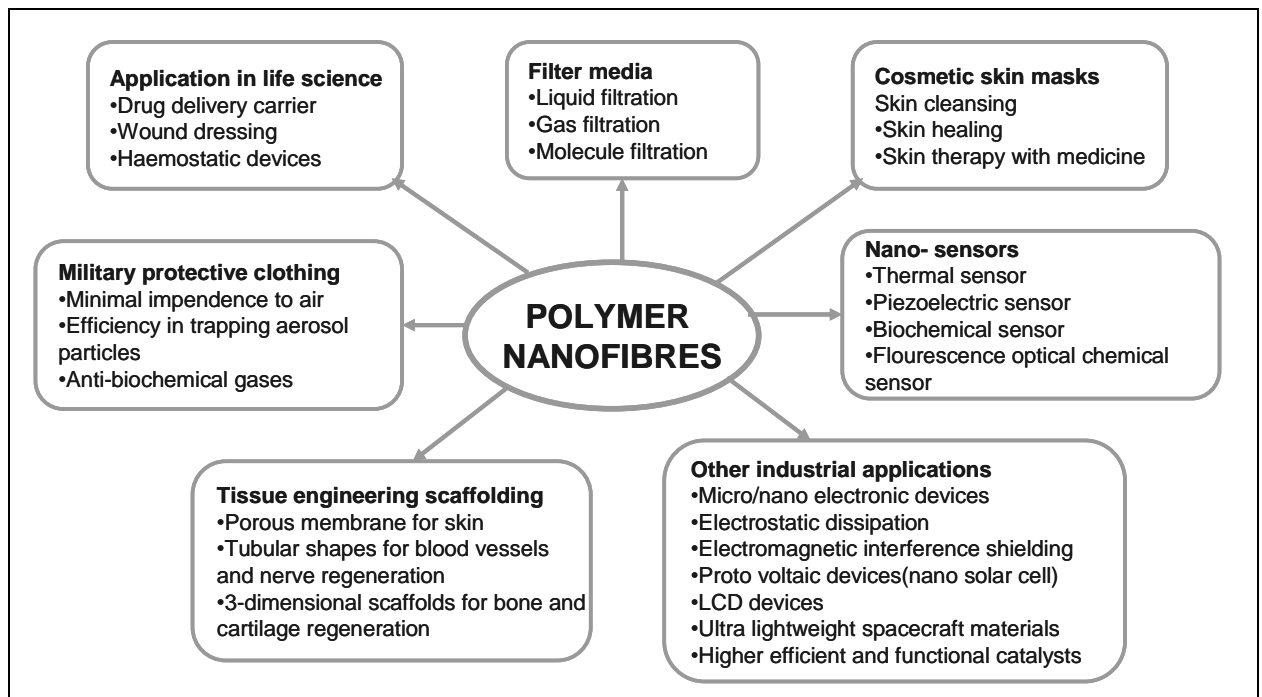 Application in life science
•Drug delivery carrier
•Wound dressing
•Haemostatic devices
Filter media
•Liquid filtration
•Gas filtration
•Molecule filtration
Cosmetic skin masks
Skin cleansing
•Skin healing
•Skin therapy with medicine
Military protective clothing
•Minimal impendence to air
•Efficiency in trapping aerosol
particles
•Anti-biochemical gases
POLYMER
NANOFIBRES
Nano- sensors
•Thermal sensor
•Piezoelectric sensor
•Biochemical sensor
•Flourescence optical chemical
sensor
Tissue engineering scaffolding
•Porous membrane for skin
•Tubular shapes for blood vessels
and nerve regeneration
•3-dimensional scaffolds for bone and
cartilage regeneration
Other industrial applications
•Micro/nano electronic devices
•Electrostatic dissipation
•Electromagnetic interference shielding
•Proto voltaic devices(nano solar cell)
•LCD devices
•Ultra lightweight spacecraft materials
•Higher efficient and functional catalysts